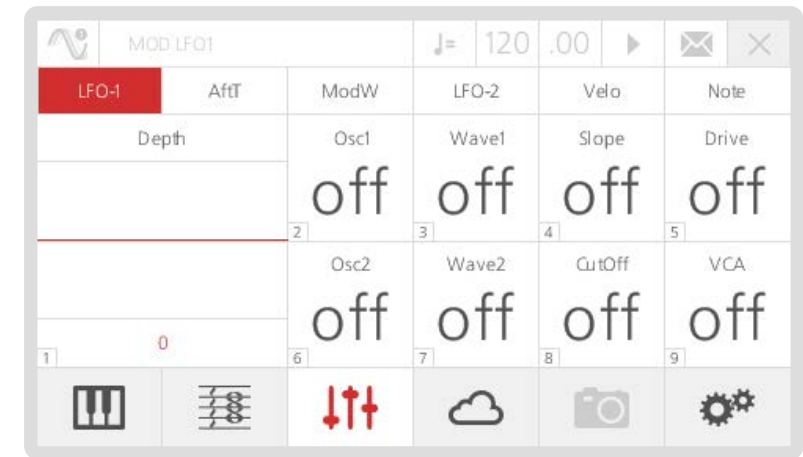 MOD LFO1 = 120 .00
LFO-1 AftT ModW LFO-2 Velo Note
Depth Osc1 Wave1 Slope Drive
off off off off
2 3 4 5
Osc2 Wave2 CutOff VCA
off off off off
0
1 6 7 8 9